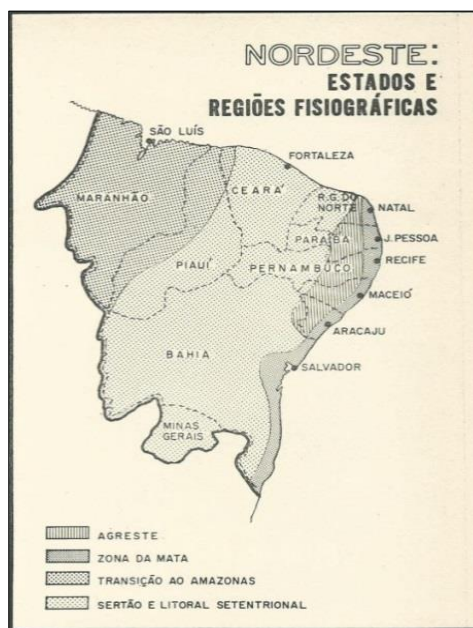 NORDESTE:
ESTADOS E
REGIÕES FISIOGRÁFICAS
SÃO LUÍS
FORTALEZA
MARANHÃO
CEARÁ
R.G. DO
NORTE
NATAL
PARAÍBA
J. PESSOA
PIAUÍ
PERNAMBUCO
RECIFE
MACEIÓ
ARACAJU
BAHIA
SALVADOR
MINAS
GERAIS
AGRESTE
ZONA DA MATA
TRANSIÇÃO AO AMAZONAS
SERTÃO E LITORAL SETENTRIONAL